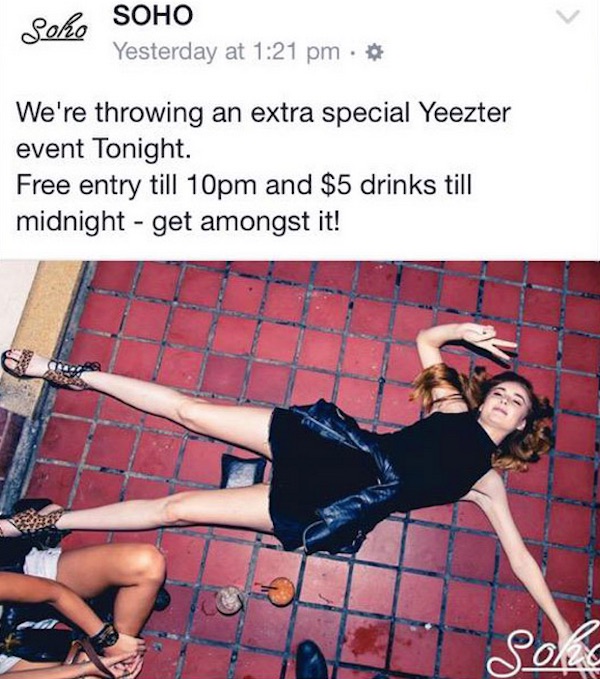 Soho SOHO
Yesterday at 1:21 pm ·
We're throwing an extra special Yeezter
event Tonight.
Free entry till 10pm and $5 drinks till
midnight - get amongst it!
Soho